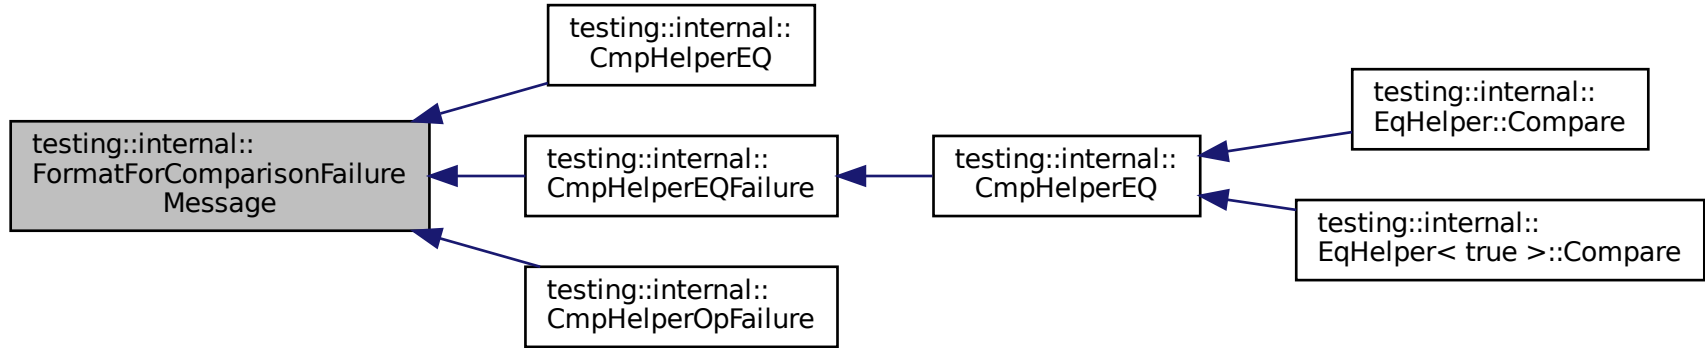 testing::internal::
FormatForComparisonFailure
Message
testing::internal::
CmpHelperEQ
testing::internal::
CmpHelperEQFailure
testing::internal::
CmpHelperOpFailure
testing::internal::
CmpHelperEQ
testing::internal::
EqHelper::Compare
testing::internal::
EqHelper< true >::Compare